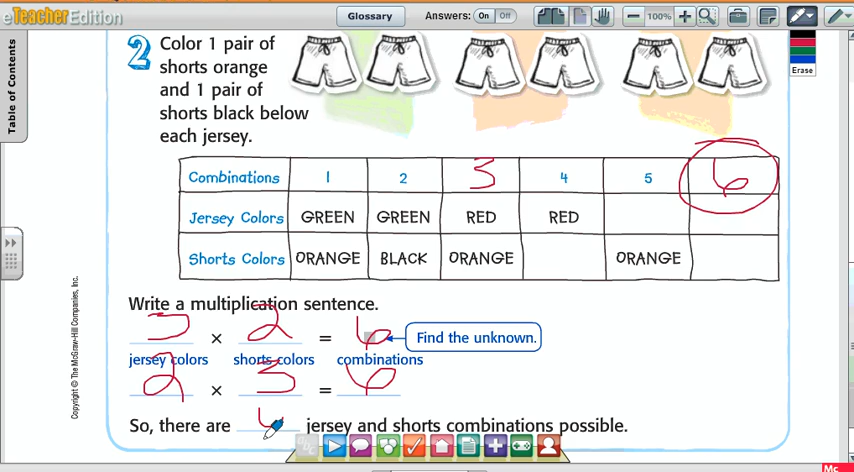 eTeacherEdition
Glossary
Answers: On Off
100%
Erase
Table of Contents
2 Color 1 pair of
shorts orange
and 1 pair of
shorts black below
each jersey.
Combinations 1 2 3 4 5 6
Jersey Colors GREEN GREEN RED RED
Shorts Colors ORANGE BLACK ORANGE ORANGE
Write a multiplication sentence.
3 × 2 = 6 Find the unknown.
jersey colors shorts colors combinations
2 × 3 = 6
So, there are jersey and shorts combinations possible.
Copyright © The McGraw-Hill Companies, Inc.
abc
Mc